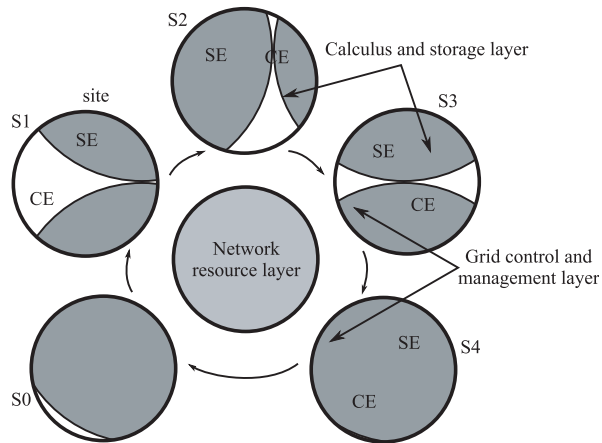 S2
SE
CE
Calculus and storage layer
site
S1
SE
CE
S3
SE
CE
Network
resource layer
Grid control and
management layer
S0
SE
CE
S4